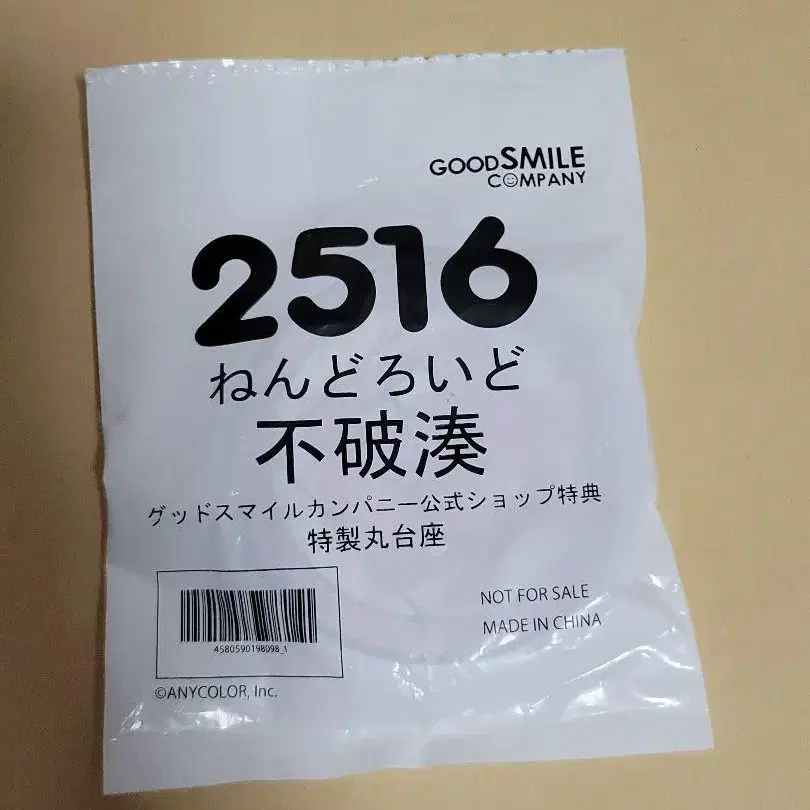 GOODSMILE
COMPANY
2516
ねんどろいど
不破湊
グッドスマイルカンパニー公式ショップ特典
特製丸台座
4580590198098_1
NOT FOR SALE
MADE IN CHINA
©ANYCOLOR, Inc.